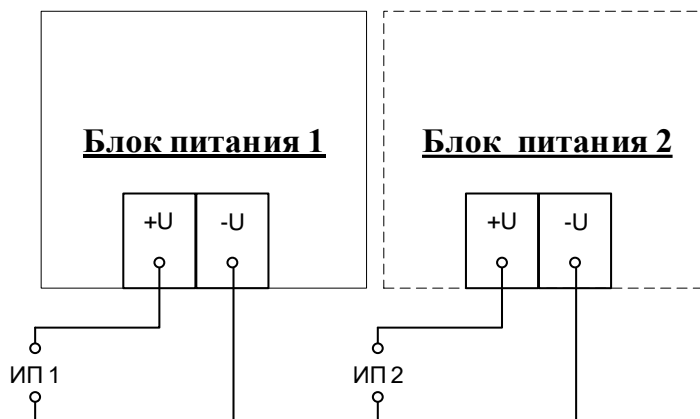 Блок питания 1
Блок питания 2
+U -U
+U -U
ИП 1
ИП 2